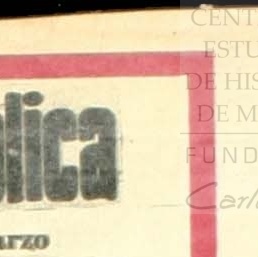 CENT
ESTU
DE HIS
DE M
FUND
Carl
blica
arzo